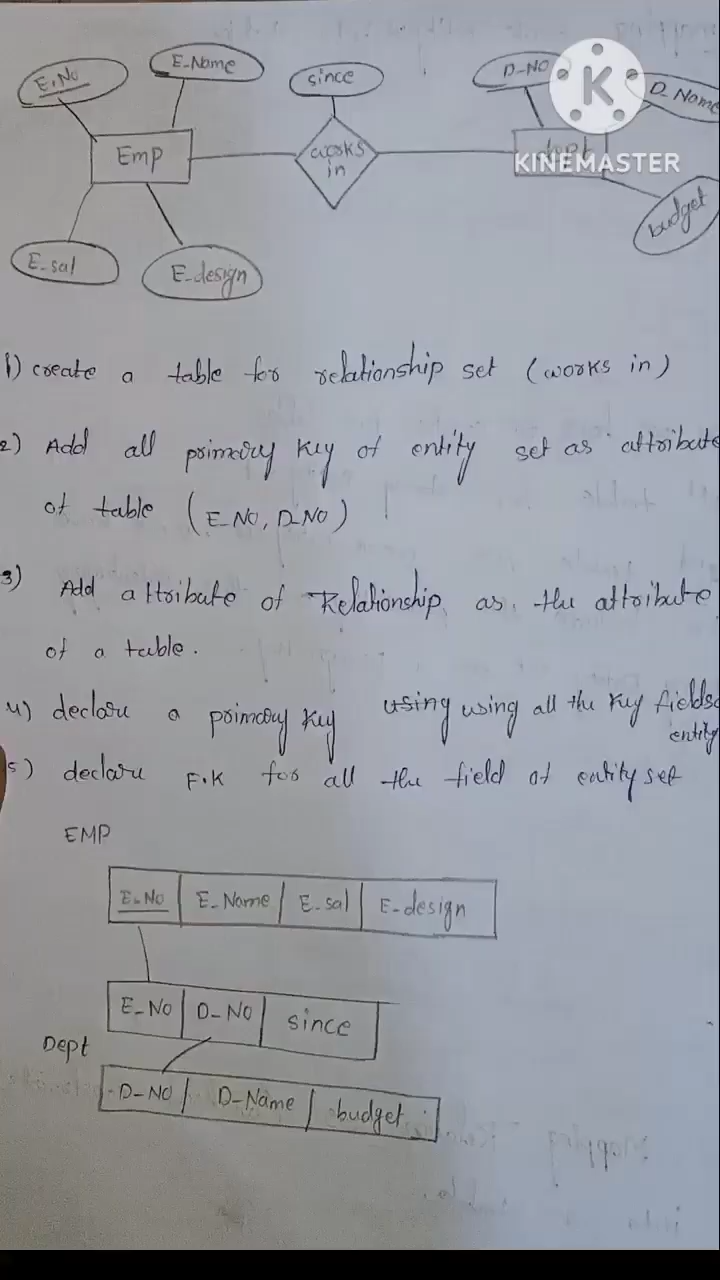 E.No
E-Name
since
D-NO
D-Name
K
KINEMASTER
Emp
works
in
E-sal
E-design
budget
1) create a table for relationship set (works in)
2) Add all primary key of entity set as attribute
of table (E-NO, D-NO)
3) Add attribute of Relationship as the attribute
of a table.
4) declare a primary key using using all the key fields
entity
5) declare F.K for all the field of entity set
EMP
E-No E-Name E-sal E-design
E-No D-NO since
Dept
D-NO D-Name budget